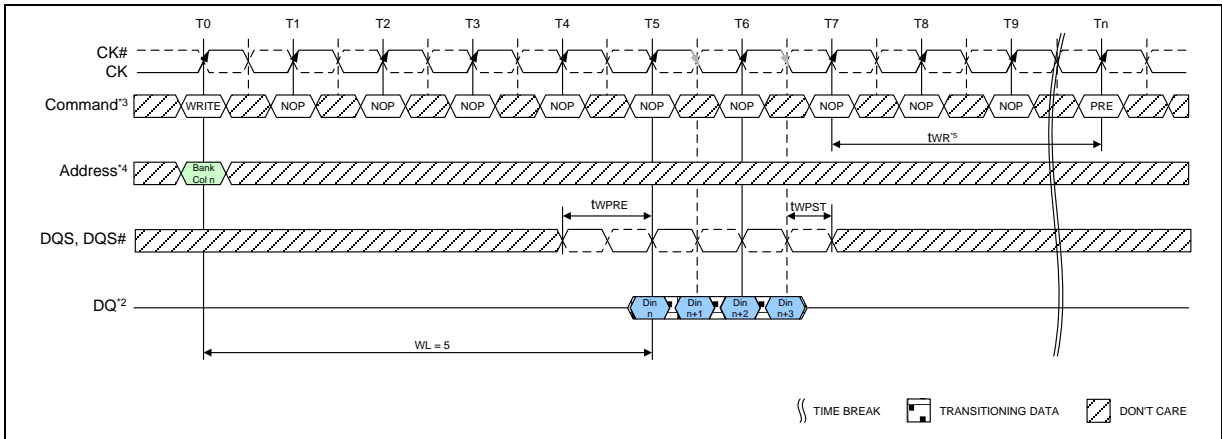 T0 T1 T2 T3 T4 T5 T6 T7 T8 T9 Tn
CK#
CK
Command*3 WRITE NOP NOP NOP NOP NOP NOP NOP NOP NOP PRE
tWR*5
Address*4 Bank
Col n
tWPRE tWPST
DQS, DQS#
DQ*2 Din
n Din
n+1 Din
n+2 Din
n+3
WL = 5
TIME BREAK TRANSITIONING DATA DON'T CARE